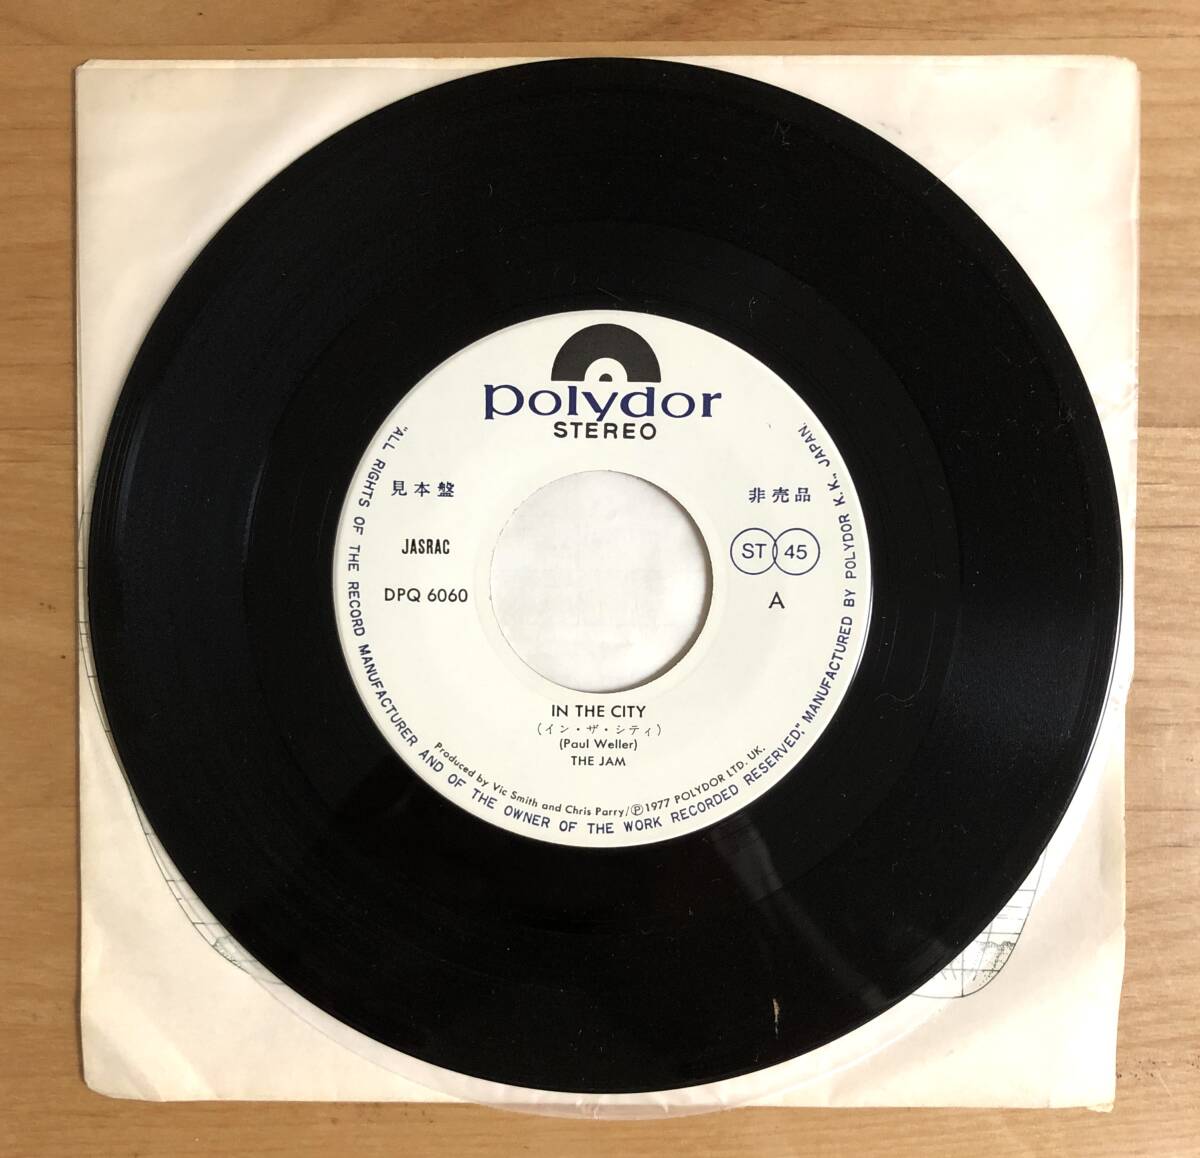 polydor
STEREO
見本盤
非売品
JASRAC
ST 45
DPQ 6060
A
IN THE CITY
(イン・ザ・シティ)
(Paul Weller)
THE JAM
Produced by Vic Smith and Chris Parry/Ⓟ1977 POLYDOR LTD. UK.
"ALL RIGHTS OF THE RECORD MANUFACTURER AND OF THE OWNER OF THE WORK RECORDED RESERVED," MANUFACTURED BY POLYDOR K.K., JAPAN.